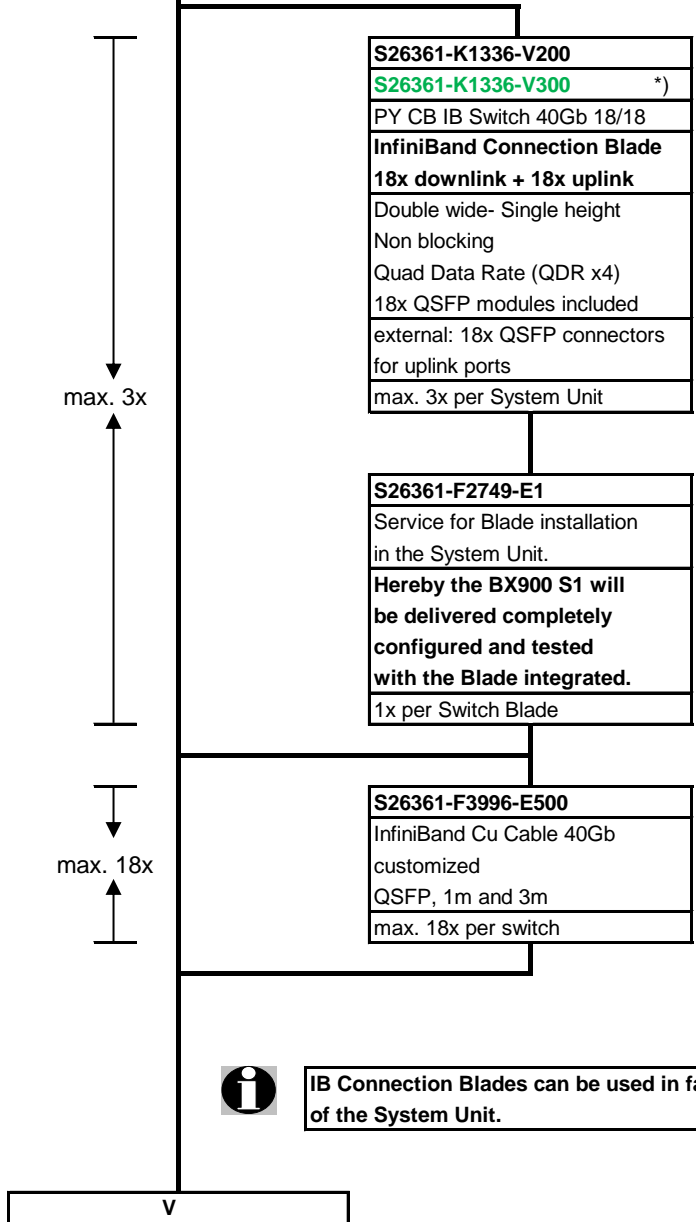 S26361-K1336-V200
S26361-K1336-V300 *)
PY CB IB Switch 40Gb 18/18
InfiniBand Connection Blade
18x downlink + 18x uplink
Double wide- Single height
Non blocking
Quad Data Rate (QDR x4)
18x QSFP modules included
external: 18x QSFP connectors
for uplink ports
max. 3x per System Unit
max. 3x
S26361-F2749-E1
Service for Blade installation
in the System Unit.
Hereby the BX900 S1 will
be delivered completely
configured and tested
with the Blade integrated.
1x per Switch Blade
S26361-F3996-E500
InfiniBand Cu Cable 40Gb
customized
QSFP, 1m and 3m
max. 18x per switch
max. 18x
i
IB Connection Blades can be used in
of the System Unit.
V